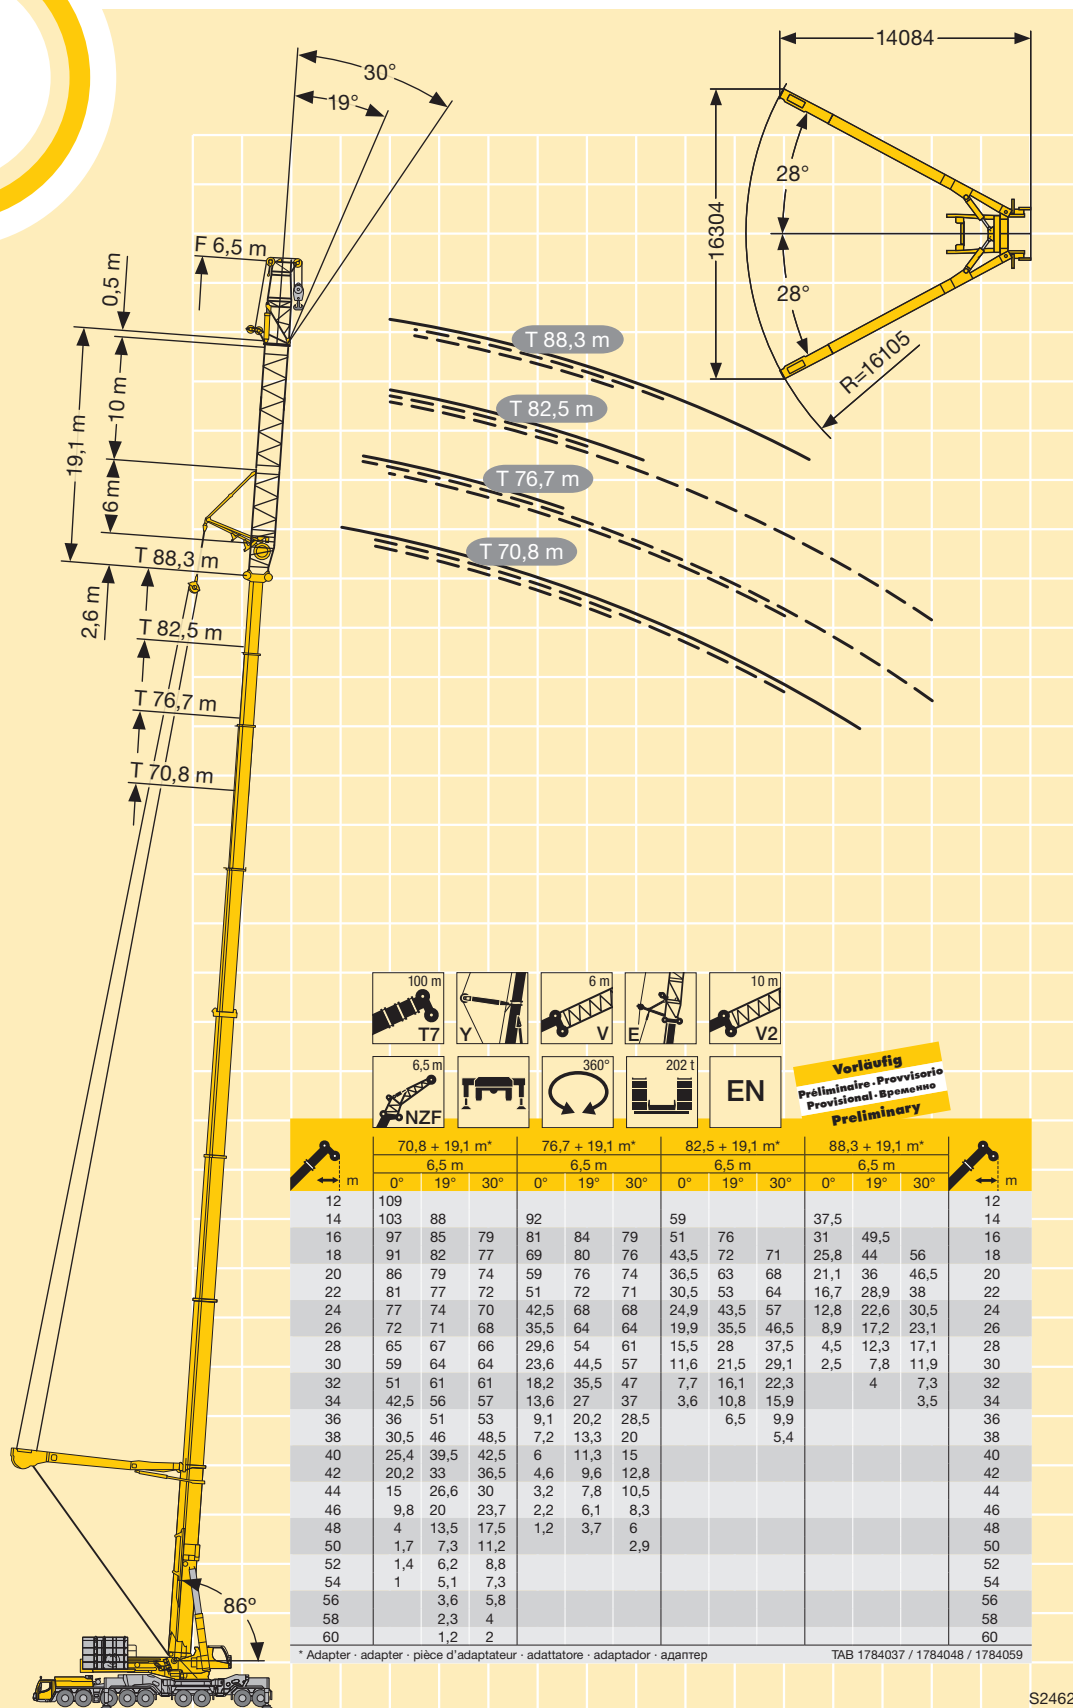 14084
30°
19°
28°
16304
F 6,5 m
0,5 m
28°
T 88,3 m
R=16105
10 m
T 82,5 m
19,1 m
T 76,7 m
6 m
T 70,8 m
T 88,3 m
2,6 m
T 82,5 m
T 76,7 m
T 70,8 m
100 m 6 m 10 m
T7 Y V E V2
6,5 m 360° 202 t
NZF EN
Vorläufig
Préliminaire · Provvisorio
Provisional · Временно
Preliminary
70,8 + 19,1 m* 76,7 + 19,1 m* 82,5 + 19,1 m* 88,3 + 19,1 m*
6,5 m 6,5 m 6,5 m 6,5 m
m 0° 19° 30° 0° 19° 30° 0° 19° 30° 0° 19° 30° m
12 109 12
14 103 88 92 59 37,5 14
16 97 85 79 81 84 79 51 76 31 49,5 16
18 91 82 77 69 80 76 43,5 72 71 25,8 44 56 18
20 86 79 74 59 76 74 36,5 63 68 21,1 36 46,5 20
22 81 77 72 51 72 71 30,5 53 64 16,7 28,9 38 22
24 77 74 70 42,5 68 68 24,9 43,5 57 12,8 22,6 30,5 24
26 72 71 68 35,5 64 64 19,9 35,5 46,5 8,9 17,2 23,1 26
28 65 67 66 29,6 54 61 15,5 28 37,5 4,5 12,3 17,1 28
30 59 64 64 23,6 44,5 57 11,6 21,5 29,1 2,5 7,8 11,9 30
32 51 61 61 18,2 35,5 47 7,7 16,1 22,3 4 7,3 32
34 42,5 56 57 13,6 27 37 3,6 10,8 15,9 3,5 34
36 36 51 53 9,1 20,2 28,5 6,5 9,9 36
38 30,5 46 48,5 7,2 13,3 20 5,4 38
40 25,4 39,5 42,5 6 11,3 15 40
42 20,2 33 36,5 4,6 9,6 12,8 42
44 15 26,6 30 3,2 7,8 10,5 44
46 9,8 20 23,7 2,2 6,1 8,3 46
48 4 13,5 17,5 1,2 3,7 6 48
50 1,7 7,3 11,2 2,9 50
52 1,4 6,2 8,8 52
54 1 5,1 7,3 54
56 3,6 5,8 56
58 2,3 4 58
60 1,2 2 60
86°
* Adapter · adapter · pièce d'adaptateur · adattatore · adaptador · адаптер TAB 1784037 / 1784048 / 1784059
S2462